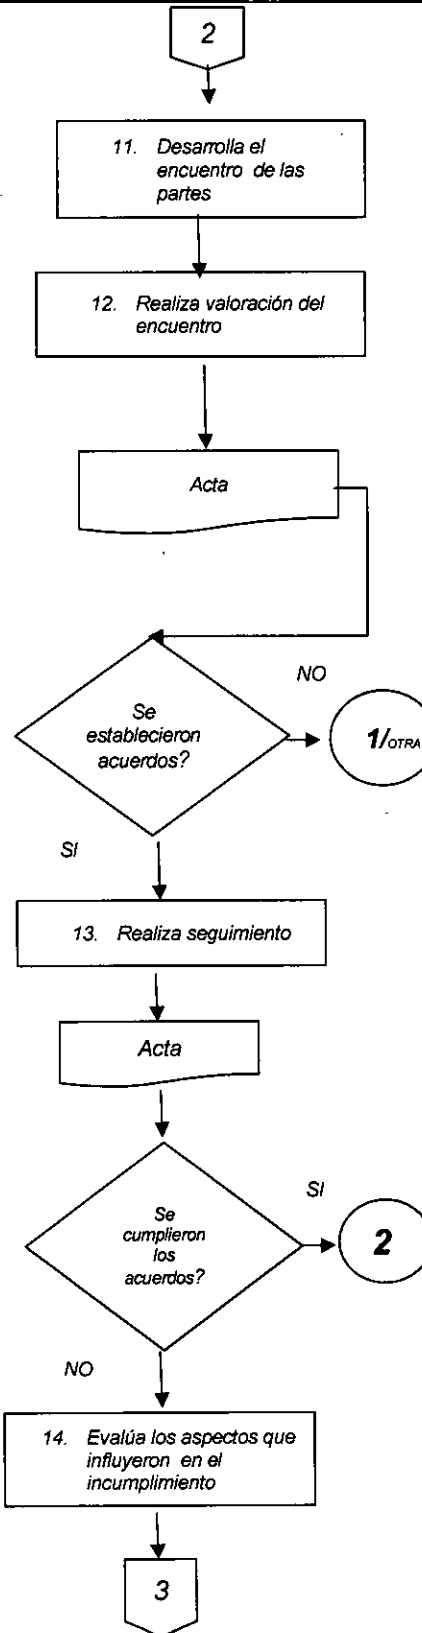 2
11. Desarrolla el
encuentro de las
partes
12. Realiza valoración del
encuentro
Acta
NO
Se
establecieron
acuerdos?
1/OTRA
SI
13. Realiza seguimiento
Acta
SI
Se
cumplieron
los
acuerdos?
2
NO
14. Evalúa los aspectos que
influyeron en el
incumplimiento
3